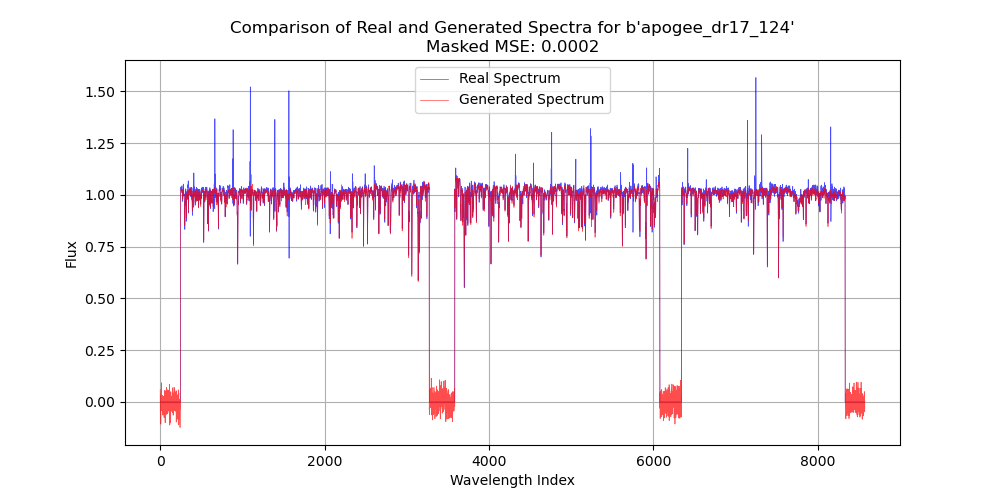 Comparison of Real and Generated Spectra for b'apogee_dr17_124'
Masked MSE: 0.0002
Real Spectrum
Generated Spectrum
1.50
1.25
1.00
0.75
0.50
0.25
0.00
Flux
0 2000 4000 6000 8000
Wavelength Index